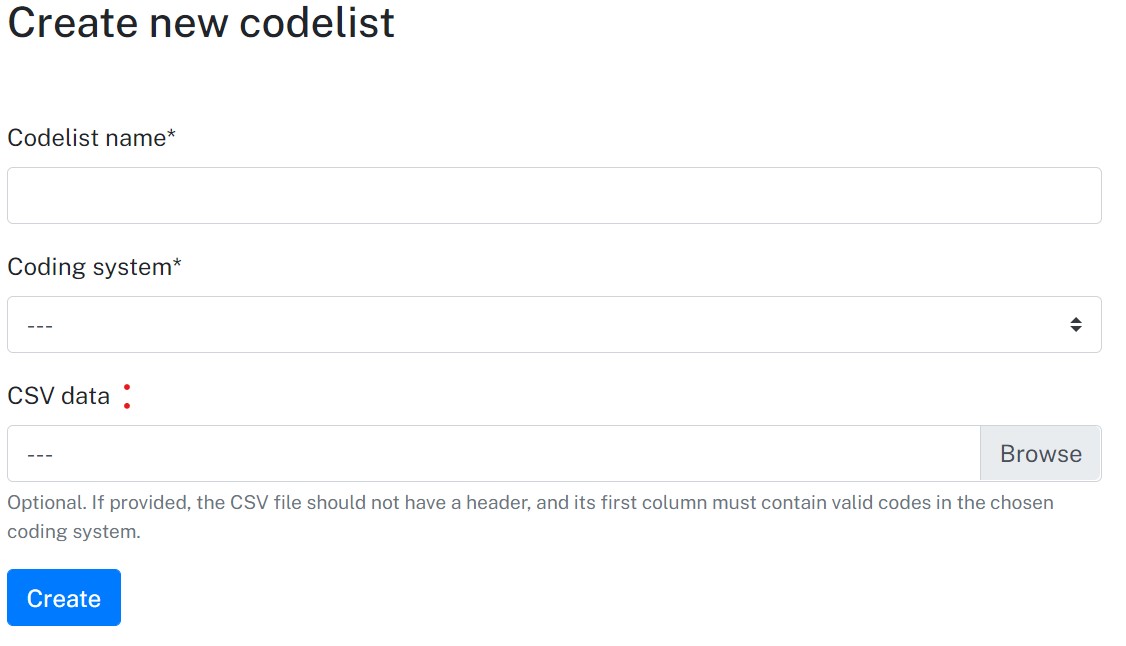 Create new codelist
Codelist name*
Coding system*
---
CSV data :
---
Browse
Optional. If provided, the CSV file should not have a header, and its first column must contain valid codes in the chosen
coding system.
Create